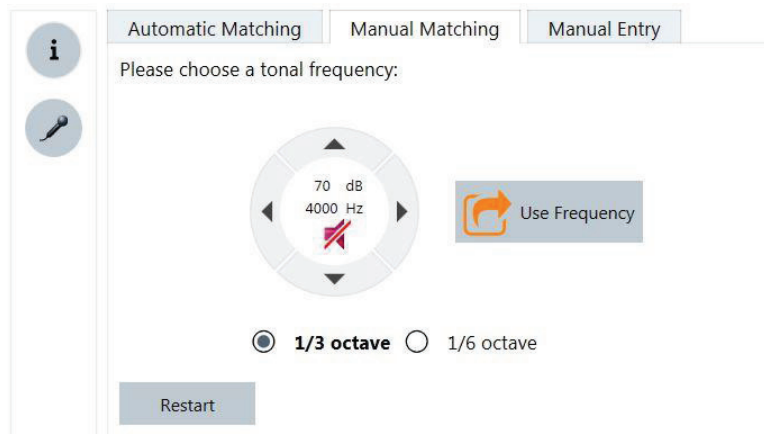 i
Automatic Matching
Manual Matching
Manual Entry
Please choose a tonal frequency:
70 dB
4000 Hz
Use Frequency
1/3 octave
1/6 octave
Restart